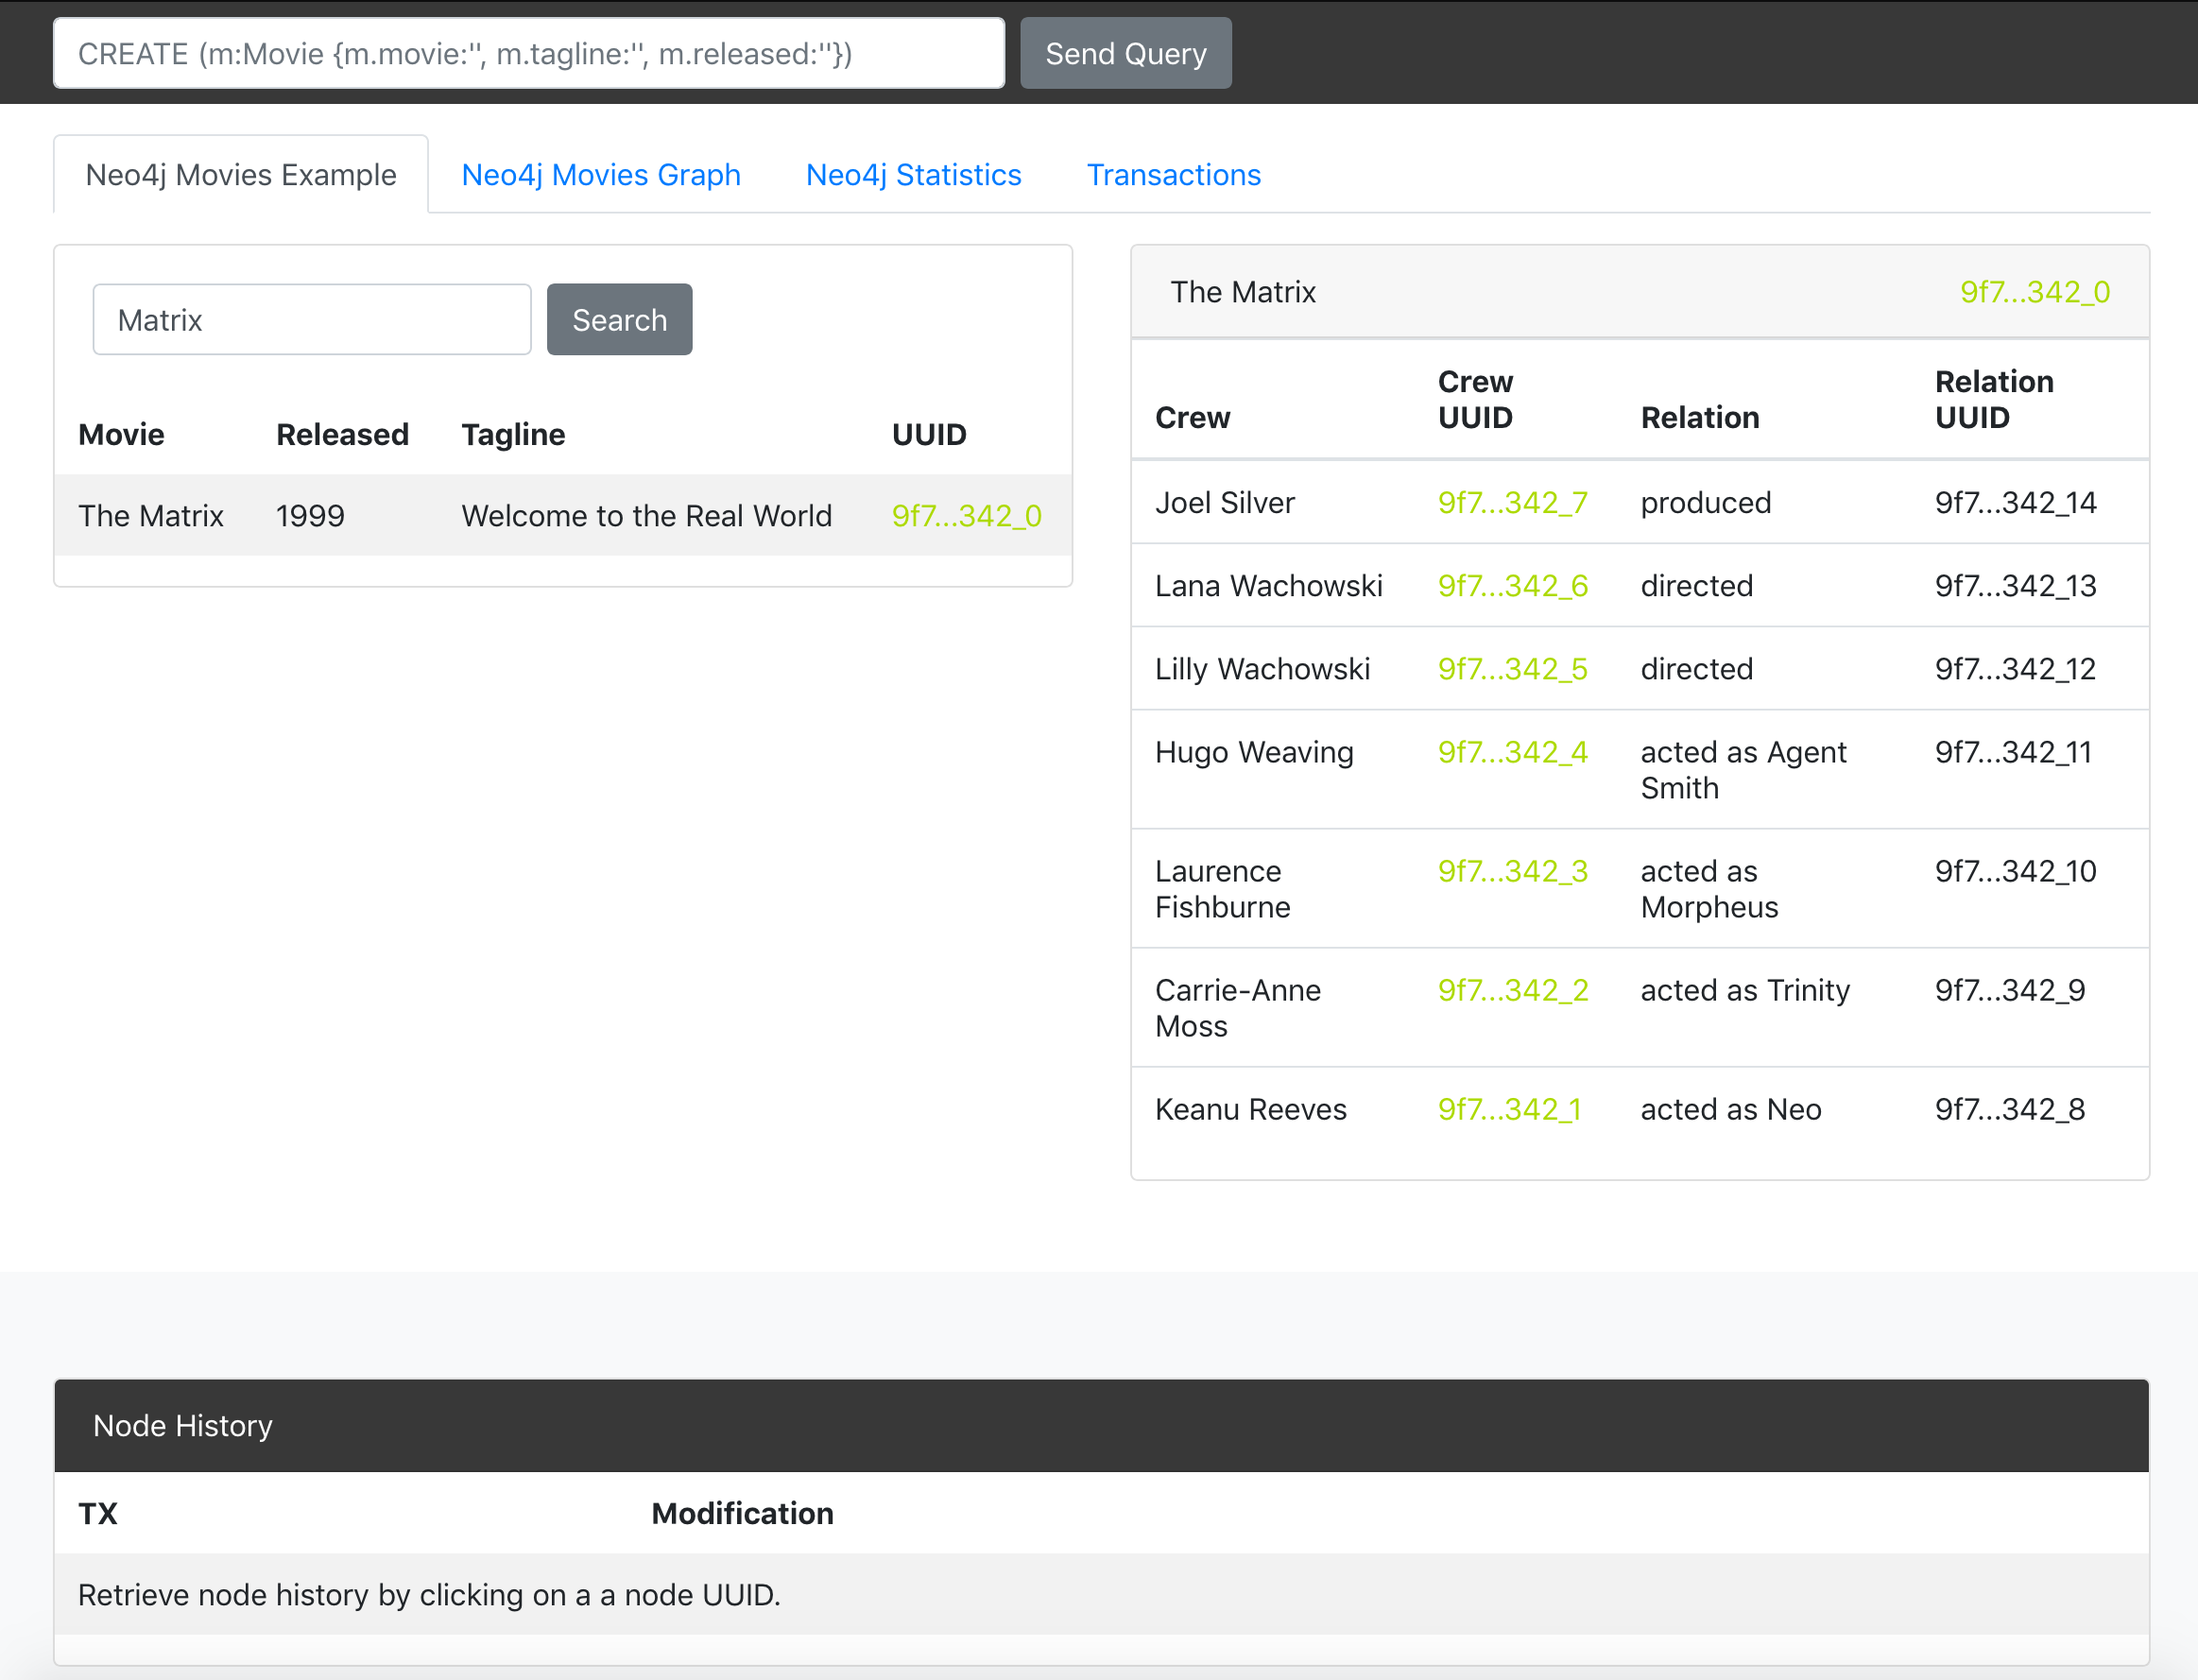 CREATE (m:Movie {m.movie:'', m.tagline:'', m.released:''})
Send Query
Neo4j Movies Example Neo4j Movies Graph Neo4j Statistics Transactions
Matrix Search
Movie Released Tagline UUID
The Matrix 1999 Welcome to the Real World 9f7...342_0
The Matrix 9f7...342_0
Crew Crew UUID Relation Relation UUID
Joel Silver 9f7...342_7 produced 9f7...342_14
Lana Wachowski 9f7...342_6 directed 9f7...342_13
Lilly Wachowski 9f7...342_5 directed 9f7...342_12
Hugo Weaving 9f7...342_4 acted as Agent Smith 9f7...342_11
Laurence Fishburne 9f7...342_3 acted as Morpheus 9f7...342_10
Carrie-Anne Moss 9f7...342_2 acted as Trinity 9f7...342_9
Keanu Reeves 9f7...342_1 acted as Neo 9f7...342_8
Node History
TX Modification
Retrieve node history by clicking on a a node UUID.